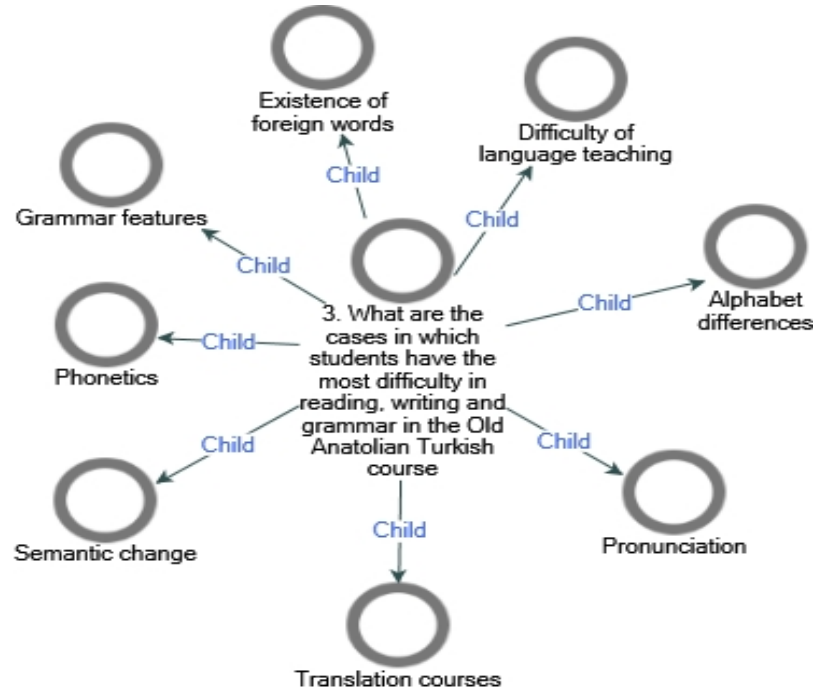 Existence of
foreign words
Difficulty of
language teaching
Child
Child
Grammar features
Child
Alphabet
differences
Child
3. What are the
cases in which
students have the
most difficulty in
reading, writing and
grammar in the Old
Anatolian Turkish
course
Child
Phonetics
Child
Child
Semantic change
Pronunciation
Child
Translation courses